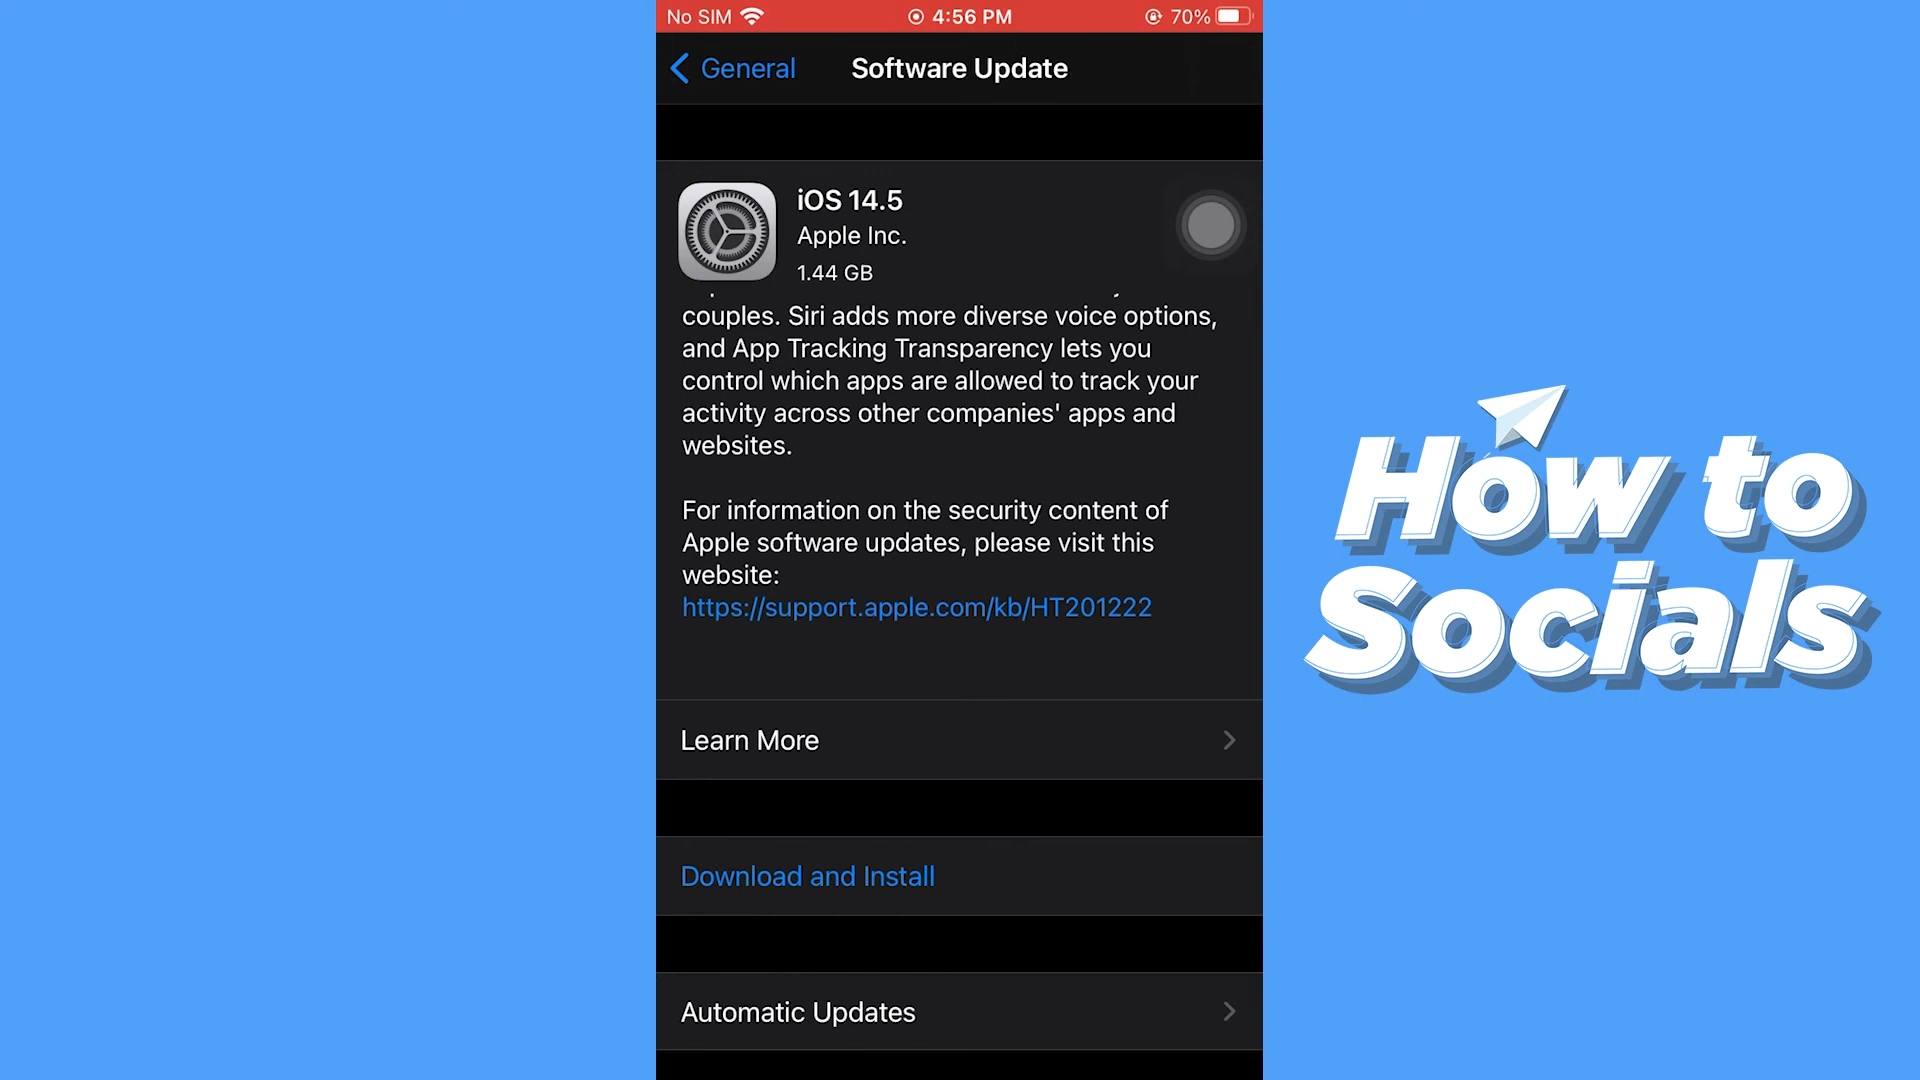 No SIM 4:56 PM 70%
General Software Update
iOS 14.5
Apple Inc.
1.44 GB
couples. Siri adds more diverse voice options,
and App Tracking Transparency lets you
control which apps are allowed to track your
activity across other companies' apps and
websites.
For information on the security content of
Apple software updates, please visit this
website:
https://support.apple.com/kb/HT201222
Learn More
Download and Install
Automatic Updates
How to
Socials